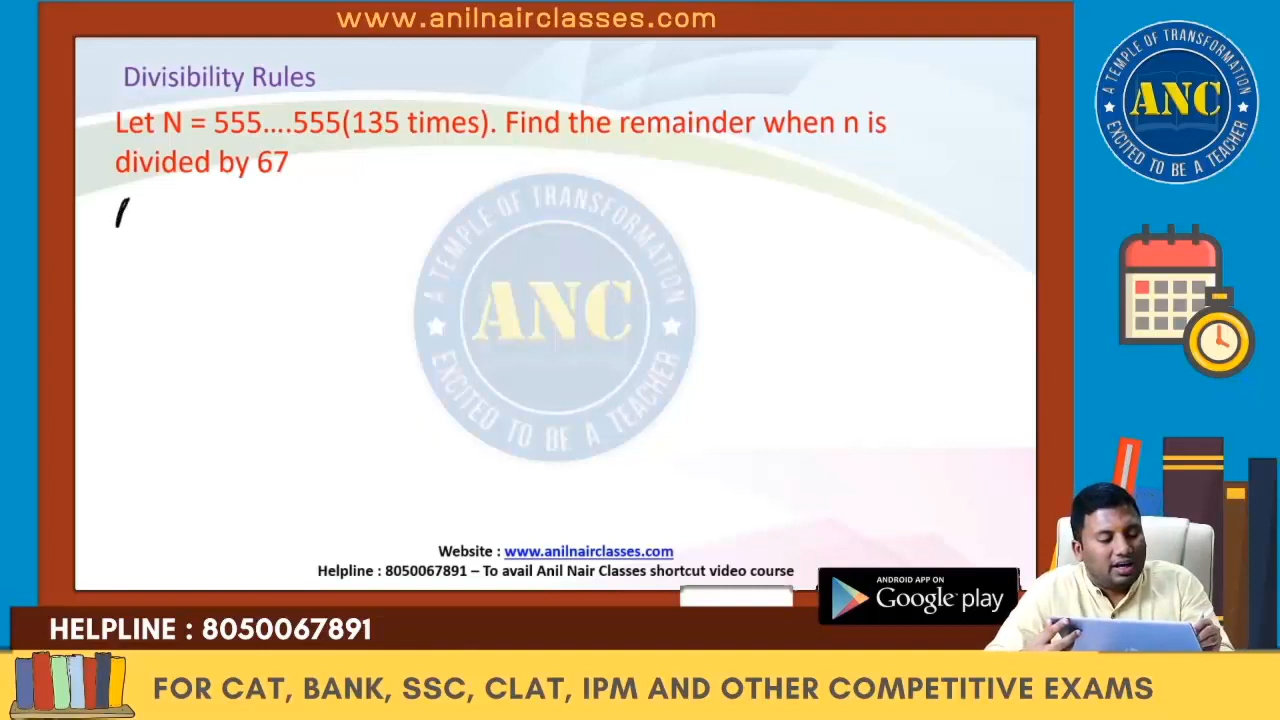 www.anilnairclasses.com
Divisibility Rules
Let N = 555....555(135 times). Find the remainder when n is
divided by 67
A TEMPLE OF TRANSFORMATION
ANC
EXCITED TO BE A TEACHER
A TEMPLE OF TRANSFORMATION
ANC
EXCITED TO BE A TEACHER
Website : www.anilnairclasses.com
Helpline : 8050067891 – To avail Anil Nair Classes shortcut video course
ANDROID APP ON
Google play
HELPLINE : 8050067891
FOR CAT, BANK, SSC, CLAT, IPM AND OTHER COMPETITIVE EXAMS